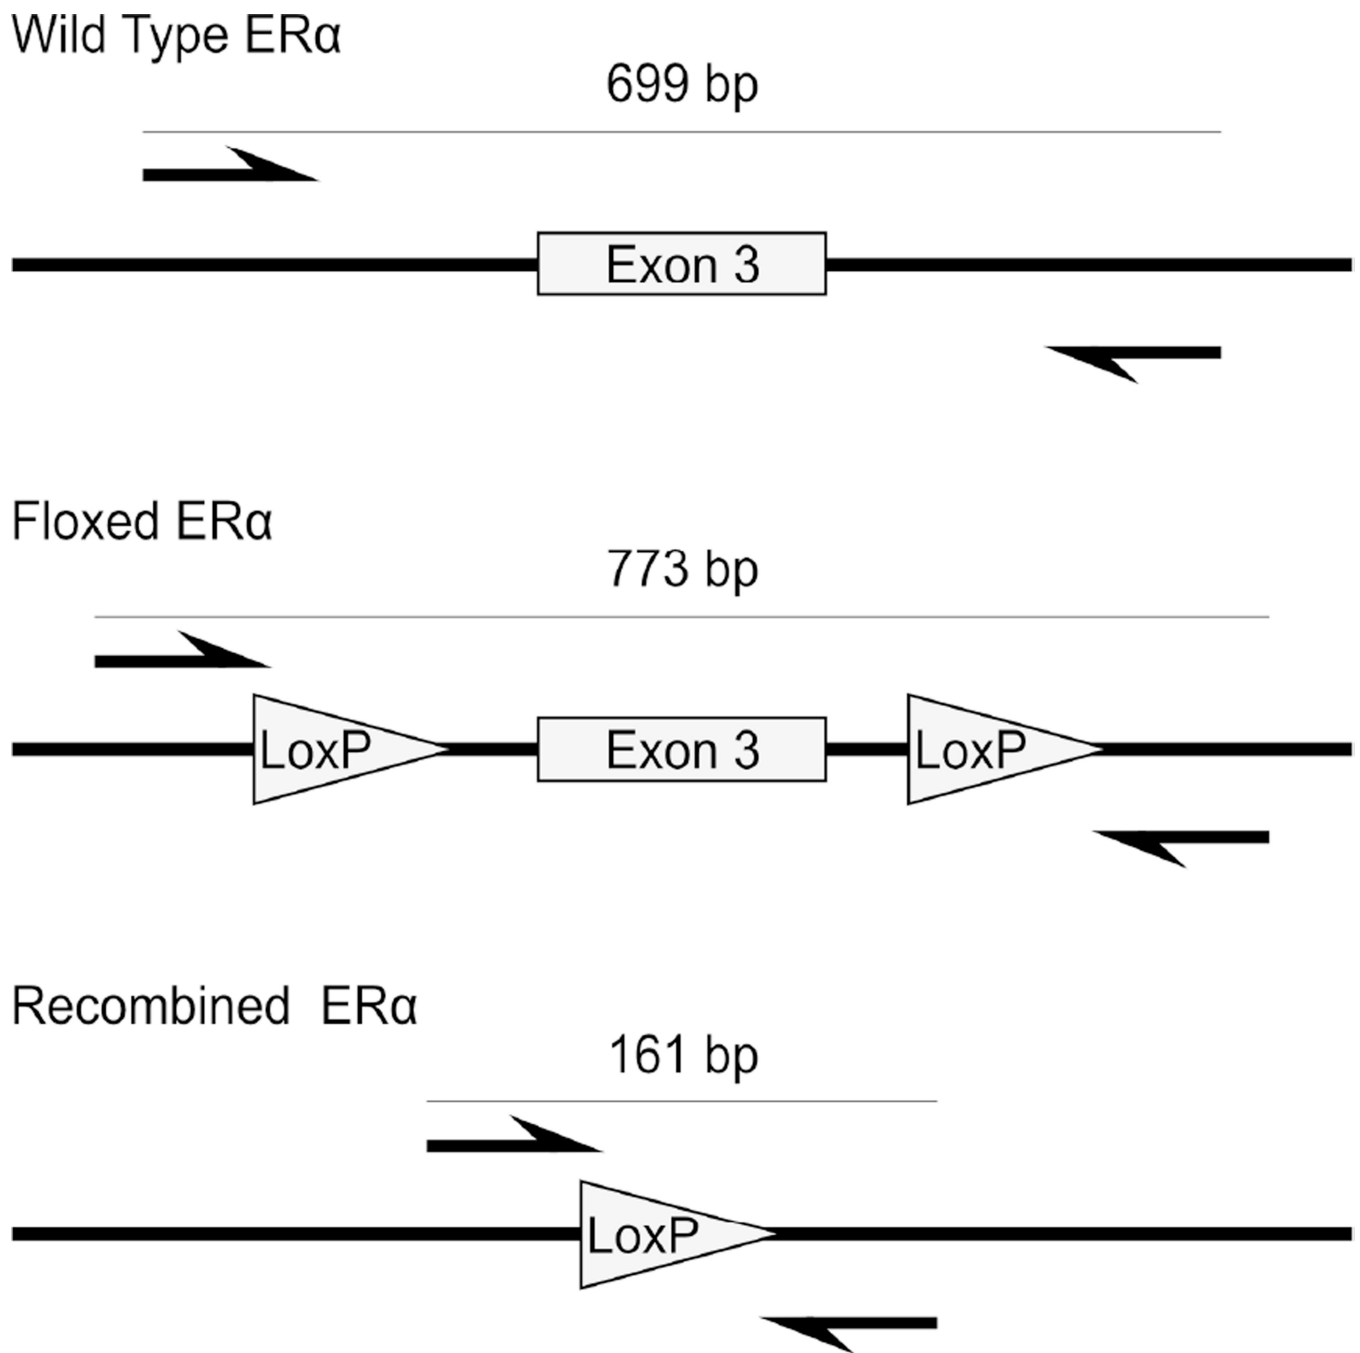 Wild Type ERα
699 bp
Exon 3
Floxed ERα
773 bp
LoxP Exon 3 LoxP
Recombined ERα
161 bp
LoxP